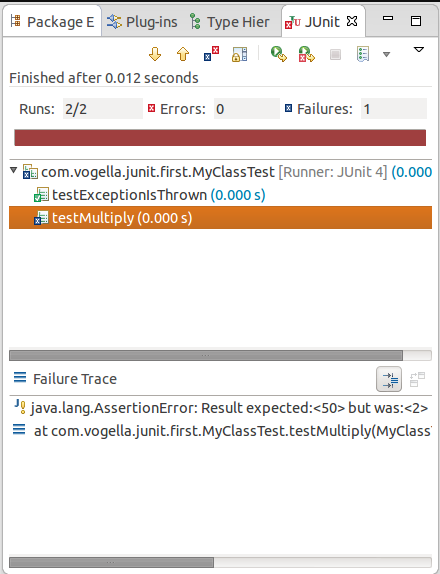 Package E Plug-ins Type Hier JUnit
Finished after 0.012 seconds
Runs: 2/2 Errors: 0 Failures: 1
com.vogella.junit.first.MyClassTest [Runner: JUnit 4] (0.000
testExceptionIsThrown (0.000 s)
testMultiply (0.000 s)
Failure Trace
java.lang.AssertionError: Result expected:<50> but was:<2>
at com.vogella.junit.first.MyClassTest.testMultiply(MyClass